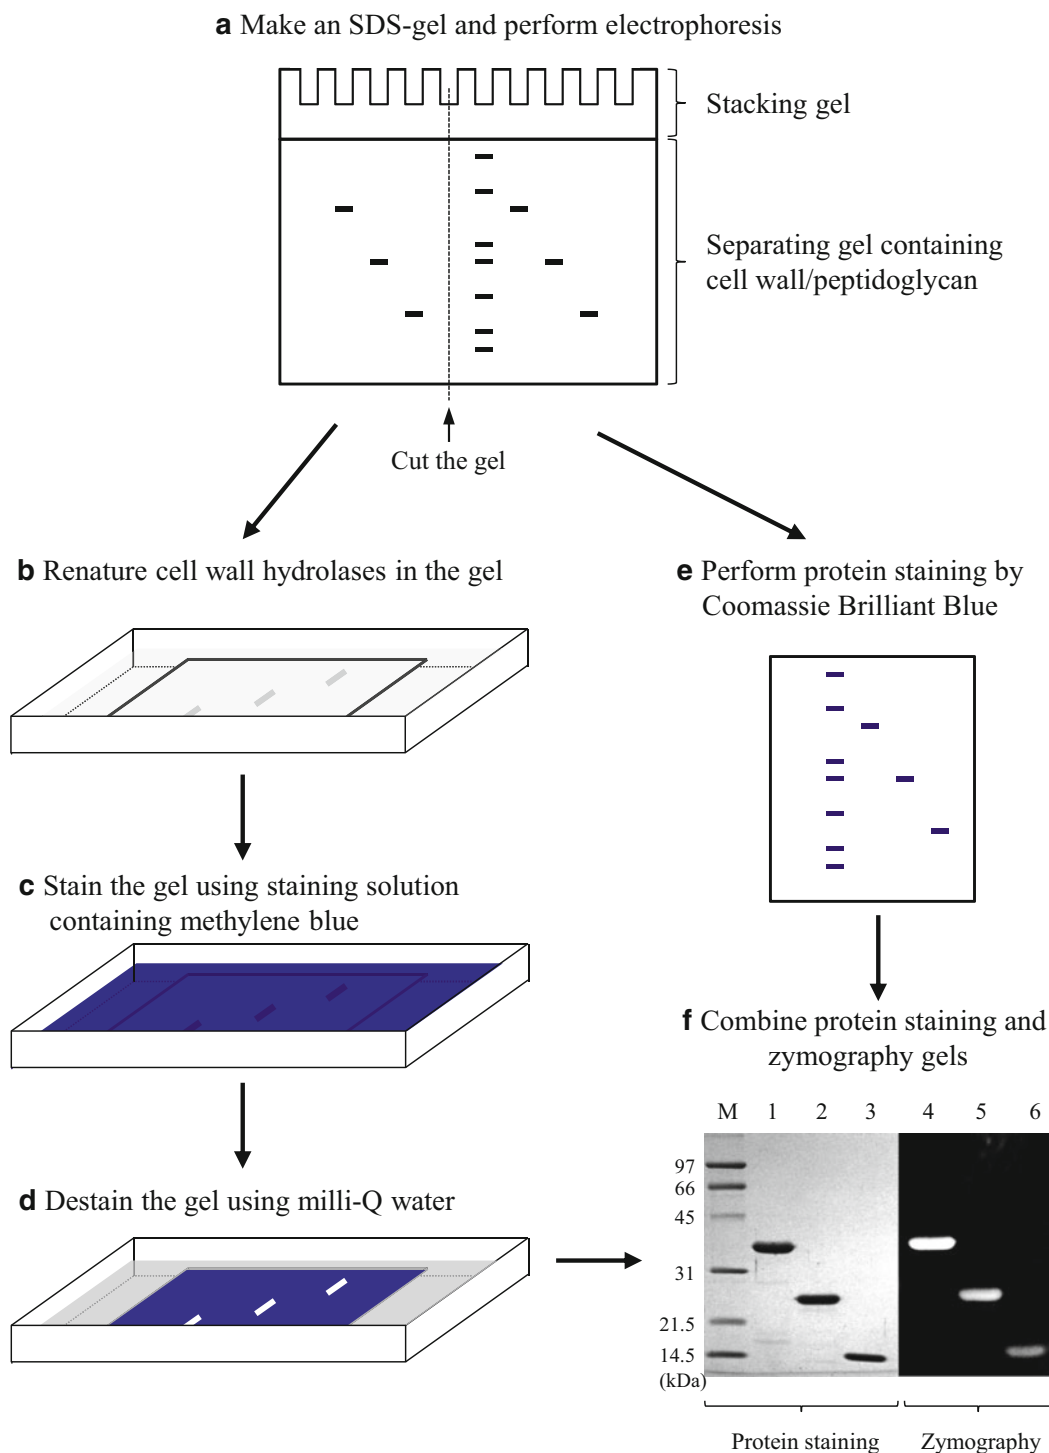 a Make an SDS-gel and perform electrophoresis
Stacking gel
Separating gel containing
cell wall/peptidoglycan
Cut the gel
b Renature cell wall hydrolases in the gel
c Stain the gel using staining solution
containing methylene blue
d Destain the gel using milli-Q water
e Perform protein staining by
Coomassie Brilliant Blue
f Combine protein staining and
zymography gels
M 1 2 3 4 5 6
97
66
45
31
21.5
14.5
(kDa)
Protein staining Zymography